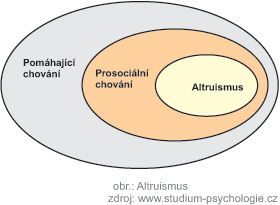 Pomáhající
chování
Prosociální
chování
Altruismus
obr.: Altruismus
zdroj: www.studium-psychologie.cz